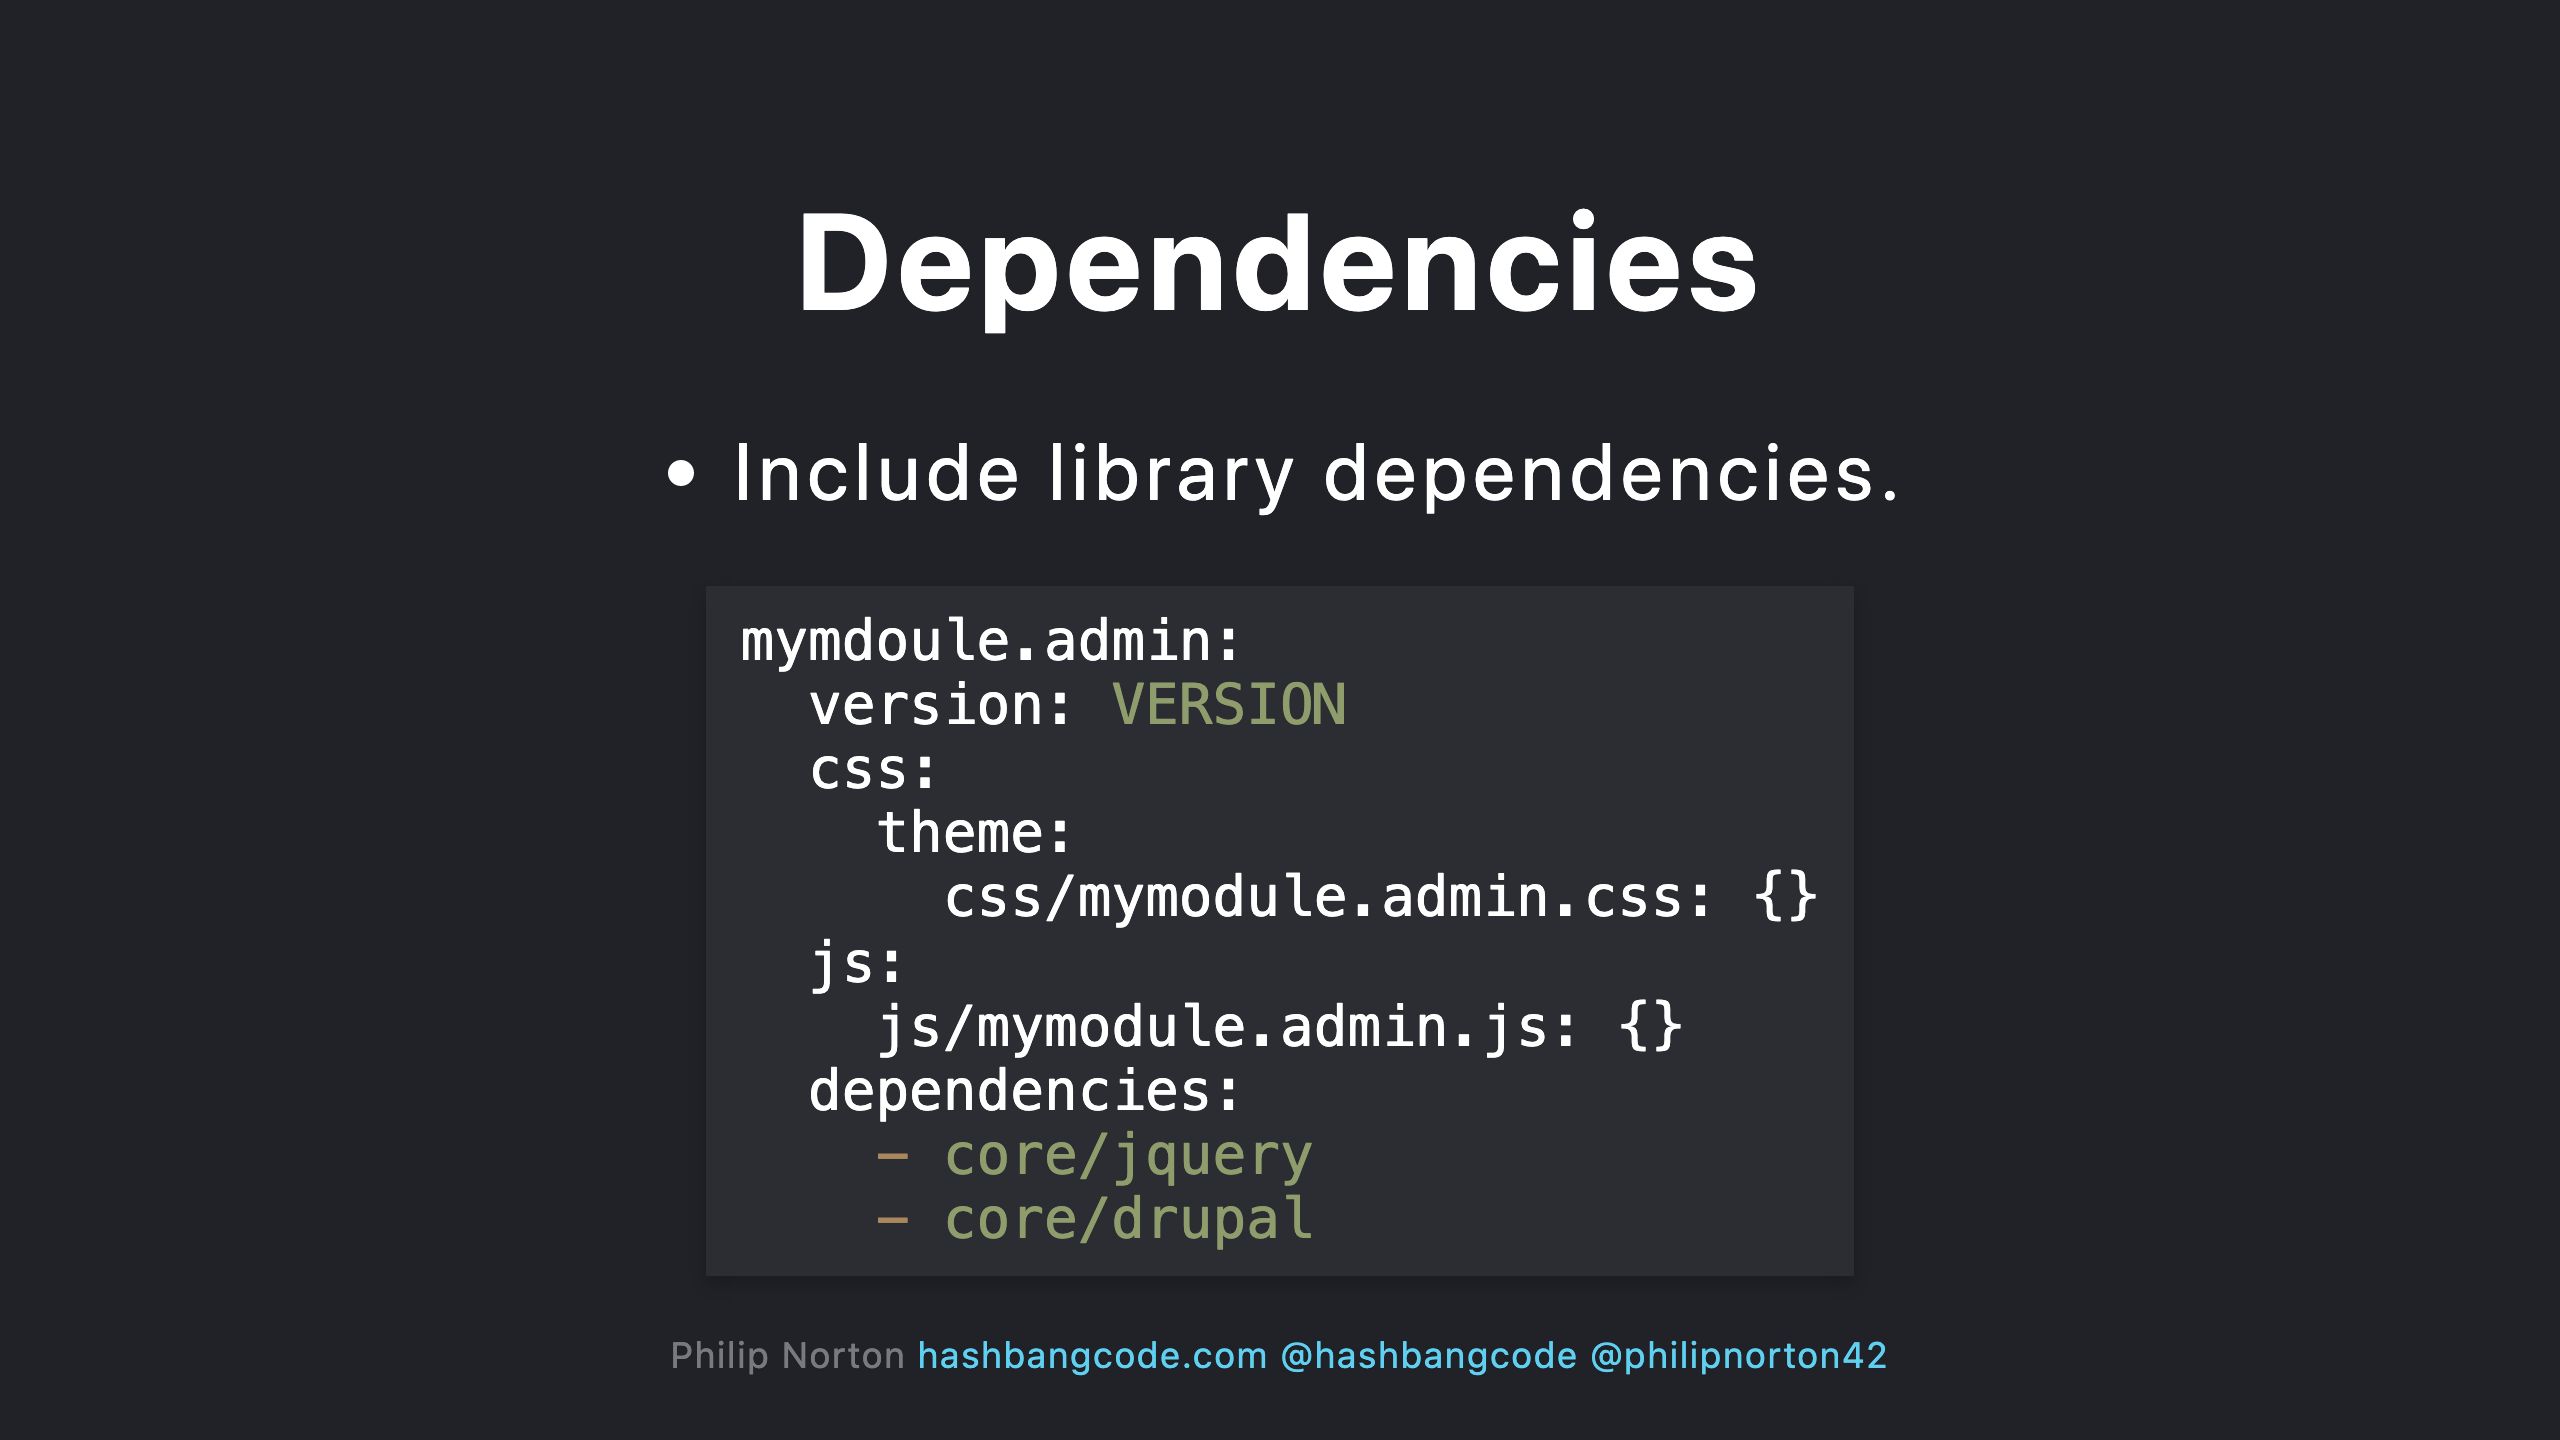 Dependencies
• Include library dependencies.
mymdoule.admin:
  version: VERSION
  css:
    theme:
      css/mymodule.admin.css: {}
  js:
    js/mymodule.admin.js: {}
  dependencies:
    - core/jquery
    - core/drupal
Philip Norton hashbangcode.com @hashbangcode @philipnorton42